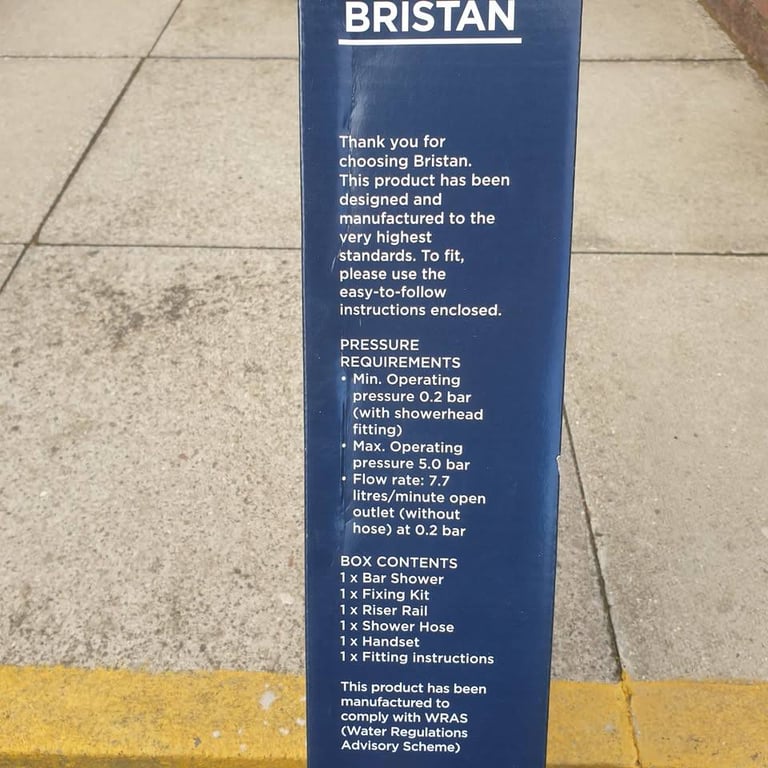 BRISTAN
Thank you for
choosing Bristan.
This product has been
designed and
manufactured to the
very highest
standards. To fit,
please use the
easy-to-follow
instructions enclosed.
PRESSURE
REQUIREMENTS
• Min. Operating
pressure 0.2 bar
(with showerhead
fitting)
• Max. Operating
pressure 5.0 bar
• Flow rate: 7.7
litres/minute open
outlet (without
hose) at 0.2 bar
BOX CONTENTS
1 x Bar Shower
1 x Fixing Kit
1 x Riser Rail
1 x Shower Hose
1 x Handset
1 x Fitting instructions
This product has been
manufactured to
comply with WRAS
(Water Regulations
Advisory Scheme)